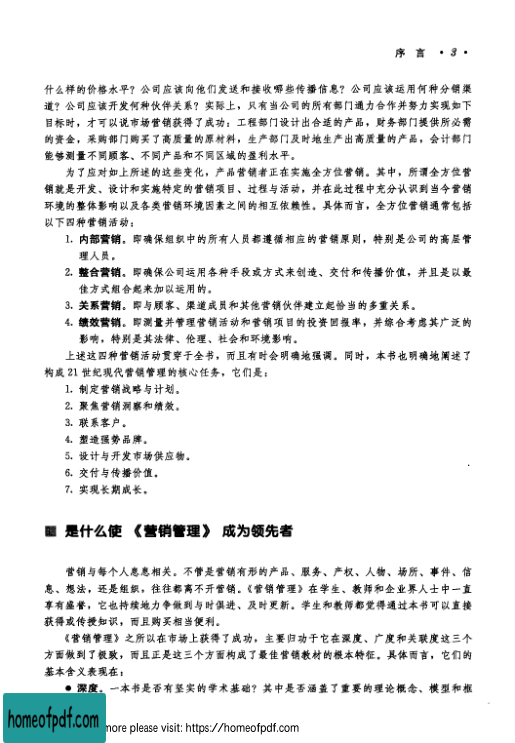 序 言 · 3 ·
什么样的价格水平？公司应该向他们发送和接收哪些传播信息？公司应该运用何种分销渠
道？公司应该开发何种伙伴关系？实际上，只有当公司的所有部门通力合作并努力实现如下
目标时，才可以说市场营销获得了成功：工程部门设计出合适的产品，财务部门提供所必需
的资金，采购部门购买了高质量的原材料，生产部门及时地生产出高质量的产品，会计部门
能够测量不同顾客、不同产品和不同区域的盈利水平。
为了应对如上所述的这些变化，产品营销者正在实施全方位营销。其中，所谓全方位营
销就是开发、设计和实施特定的营销项目、过程与活动，并在此过程中充分认识到当今营销
环境的整体影响以及各类营销环境因素之间的相互依赖性。具体而言，全方位营销通常包括
以下四种营销活动：
1. 内部营销。即确保组织中的所有人员都遵循相应的营销原则，特别是公司的高层管
理人员。
2. 整合营销。即确保公司运用各种手段或方式来创造、交付和传播价值，并且是以最
佳方式组合起来加以运用的。
3. 关系营销。即与顾客、渠道成员和其他营销伙伴建立起恰当的多重关系。
4. 绩效营销。即测量并管理营销活动和营销项目的投资回报率，并综合考虑其广泛的
影响，特别是其法律、伦理、社会和环境影响。
上述这四种营销活动贯穿于全书，而且有时会明确地强调。同时，本书也明确地阐述了
构成 21 世纪现代营销管理的核心任务，它们是：
1. 制定营销战略与计划。
2. 聚焦营销洞察和绩效。
3. 联系客户。
4. 塑造强势品牌。
5. 设计与开发市场供应物。
6. 交付与传播价值。
7. 实现长期成长。
是什么使《营销管理》成为领先者
营销与每个人息息相关。不管是营销有形的产品、服务、产权、人物、场所、事件、信
息、想法，还是组织，往往都离不开营销。《营销管理》在学生、教师和企业界人士中一直
享有盛誉，它也持续地力争做到与时俱进、及时更新。学生和教师都觉得通过本书可以直接
获得或传授知识，而且购买相当便利。
《营销管理》之所以在市场上获得了成功，主要归功于它在深度、广度和关联度这三个
方面做到了极致，而且正是这三个方面构成了最佳营销教材的根本特征。具体而言，它们的
基本含义表现在：
● 深度。一本书是否有坚实的学术基础？其中是否涵盖了重要的理论概念、模型和框
homeofpdf.com
more please visit: https://homeofpdf.com